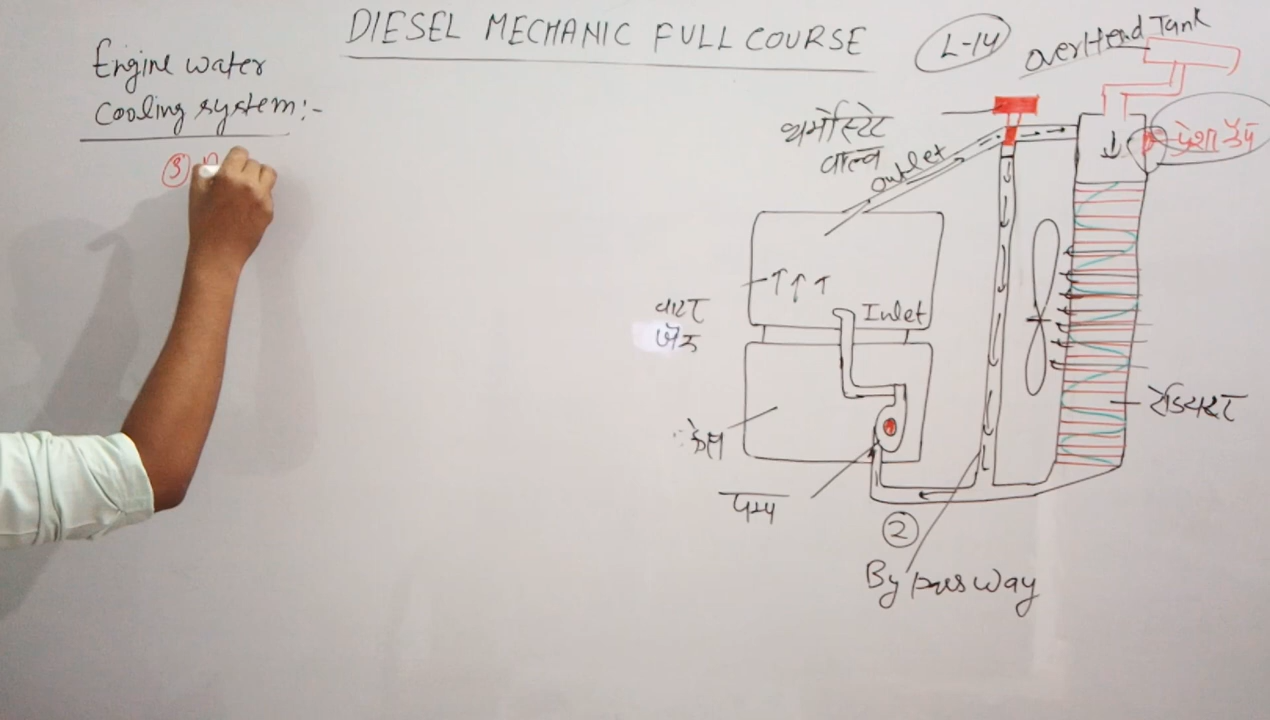 DIESEL MECHANIC FULL COURSE
L-14
Engine water
cooling system:-
③
OverHead Tank
थर्मोस्टेट
वाल्व
outlet
प्रेशर कैप
Inlet
वाटर
पम्प
रेडियटर
②
By pass way